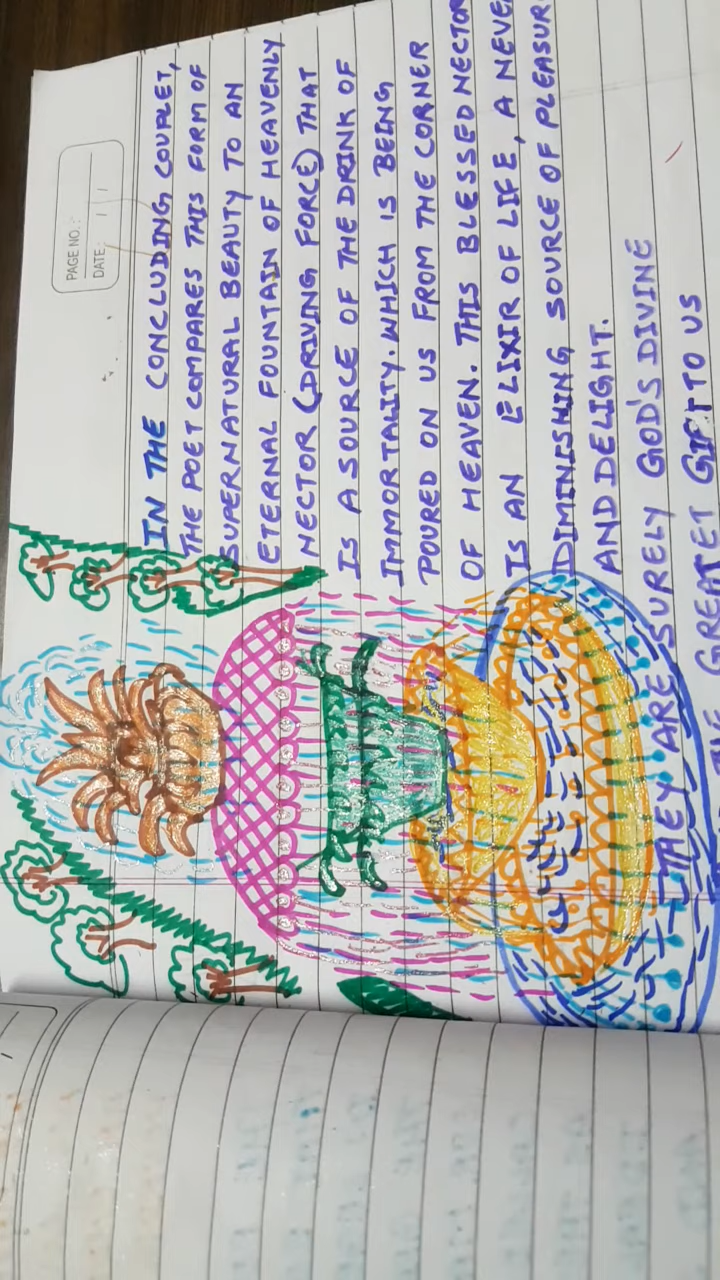 PAGE NO.:
DATE: / /
IN THE CONCLUDING COUPLET,
THE POET COMPARES THIS FORM OF
SUPERNATURAL BEAUTY TO AN
ETERNAL FOUNTAIN OF HEAVENLY
NECTOR (DRIVING FORCE) THAT
IS A SOURCE OF THE DRINK OF
IMMORTALITY. WHICH IS BEING
POURED ON US FROM THE CORNER
OF HEAVEN. THIS BLESSED NECTOR
IS AN ELIXIR OF LIFE, A NEVE
DIMINISHING SOURCE OF PLEASUR
AND DELIGHT.
THEY ARE SURELY GOD'S DIVINE
GREATET GIFT TO US